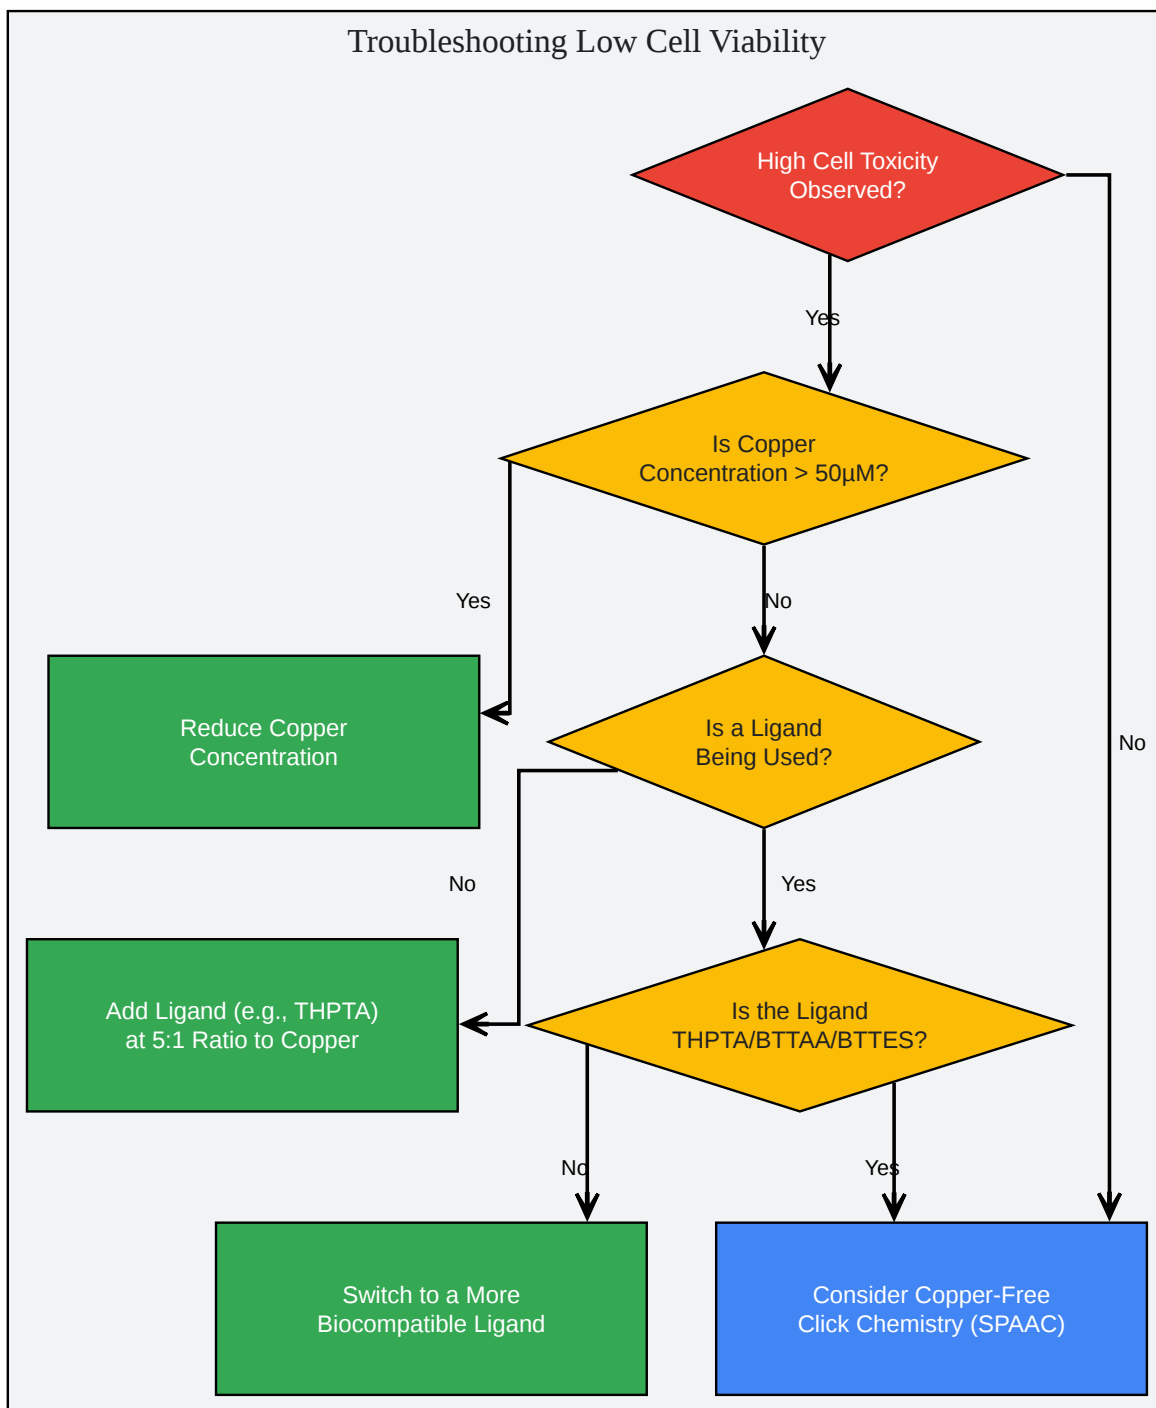 Troubleshooting Low Cell Viability
High Cell Toxicity
Observed?
Yes
Is Copper
Concentration > 50µM?
Yes
No
Reduce Copper
Concentration
Is a Ligand
Being Used?
No
No
Yes
Add Ligand (e.g., THPTA)
at 5:1 Ratio to Copper
Is the Ligand
THPTA/BTTAA/BTTES?
No
Yes
Switch to a More
Biocompatible Ligand
Consider Copper-Free
Click Chemistry (SPAAC)